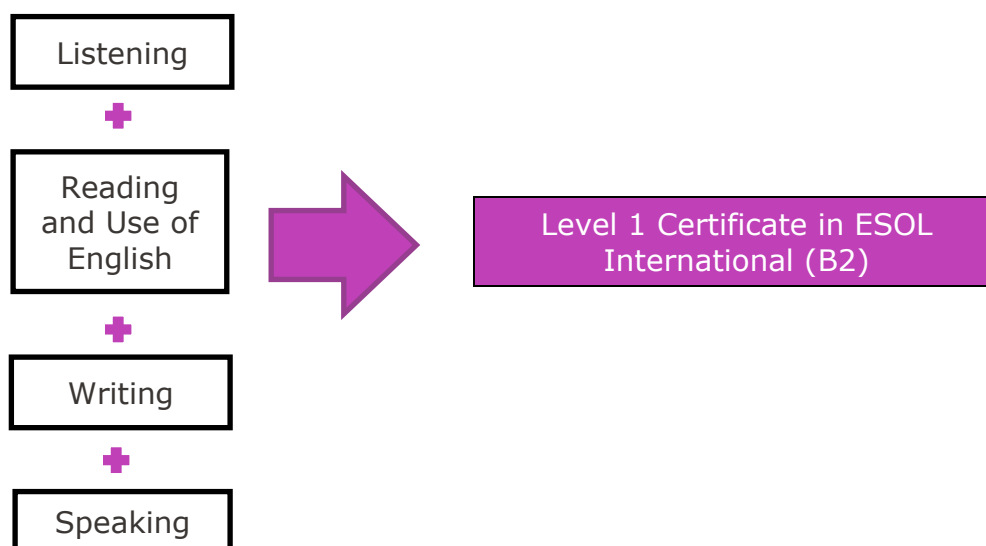 Listening
Reading
and Use of
English
Level 1 Certificate in ESOL
International (B2)
Writing
Speaking